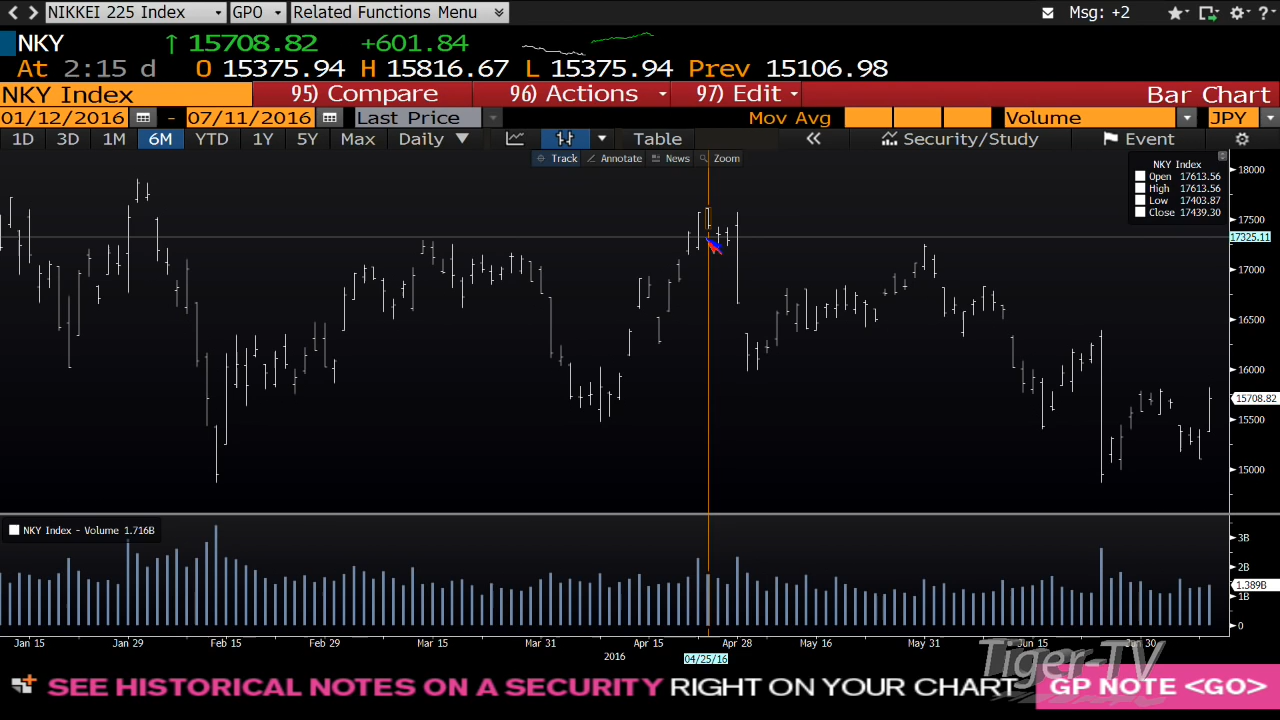 NIKKEI 225 Index GPO Related Functions Menu Msg: +2 ?
NKY ↑ 15708.82 +601.84
At 2:15 d O 15375.94 H 15816.67 L 15375.94 Prev 15106.98
NKY Index 95) Compare 96) Actions 97) Edit Bar Chart
01/12/2016 - 07/11/2016 Last Price Mov Avg Volume JPY
1D 3D 1M 6M YTD 1Y 5Y Max Daily Table Security/Study Event
Track Annotate News Zoom
NKY Index
Open 17613.56
High 17613.56
Low 17403.87
Close 17439.30
18000
17500
17325.11
17000
16500
16000
15708.82
15500
15000
NKY Index - Volume 1.716B
3B
2B
1.389B
1B
0
Jan 15 Jan 29 Feb 15 Feb 29 Mar 15 Mar 31 Apr 15 Apr 28 May 16 May 31 Jun 15 Jun 30
2016 04/25/16
Tiger-TV
SEE HISTORICAL NOTES ON A SECURITY RIGHT ON YOUR CHART GP NOTE <GO>